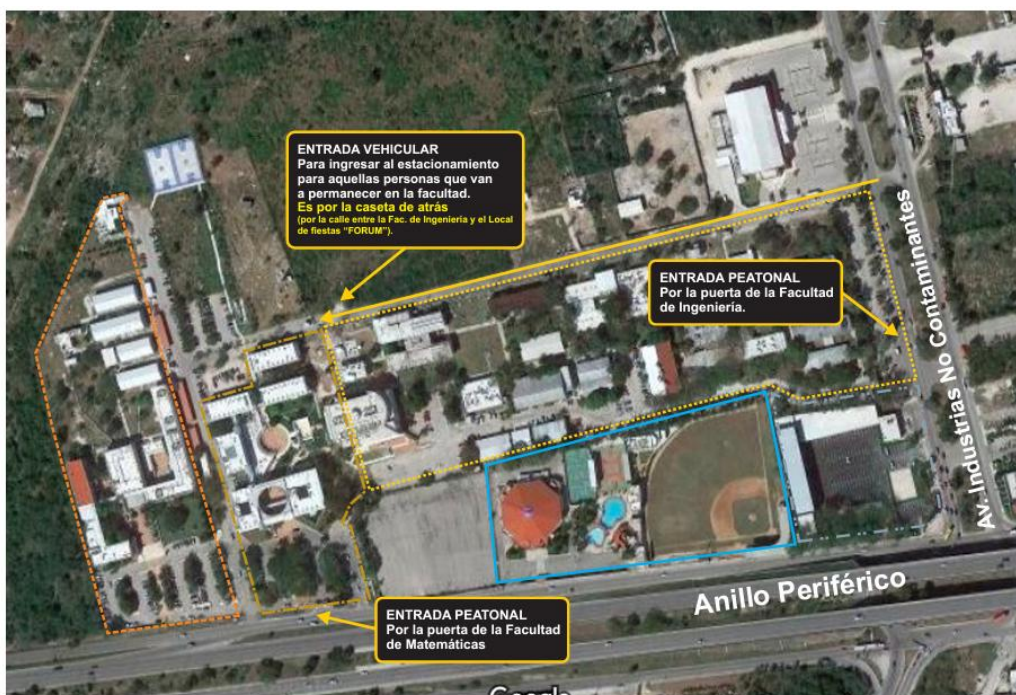 ENTRADA VEHICULAR
Para ingresar al estacionamiento
para aquellas personas que van
a permanecer en la facultad.
Es por la caseta de atrás
(por la calle entre la Fac. de Ingeniería y el Local
de fiestas "FORUM").
ENTRADA PEATONAL
Por la puerta de la Facultad
de Ingeniería.
Av. Industrias No Contaminantes
Anillo Periférico
ENTRADA PEATONAL
Por la puerta de la Facultad
de Matemáticas
Google